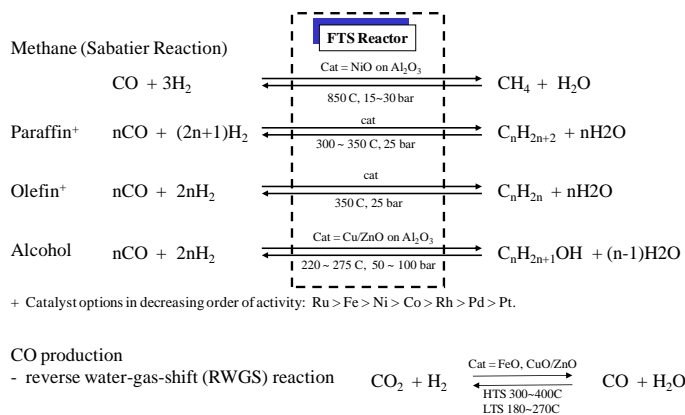 FTS Reactor
Methane (Sabatier Reaction)
Cat = NiO on Al₂O₃
CO + 3H₂ CH₄ + H₂O
850 C, 15~30 bar
cat
Paraffin⁺ nCO + (2n+1)H₂ CₙH₂ₙ₊₂ + nH2O
300 ~ 350 C, 25 bar
cat
Olefin⁺ nCO + 2nH₂ CₙH₂ₙ + nH2O
350 C, 25 bar
Cat = Cu/ZnO on Al₂O₃
Alcohol nCO + 2nH₂ CₙH₂ₙ₊₁OH + (n-1)H2O
220 ~ 275 C, 50 ~ 100 bar
+ Catalyst options in decreasing order of activity: Ru > Fe > Ni > Co > Rh > Pd > Pt.
CO production
Cat = FeO, CuO/ZnO
- reverse water-gas-shift (RWGS) reaction CO₂ + H₂ CO + H₂O
HTS 300~400C
LTS 180~270C